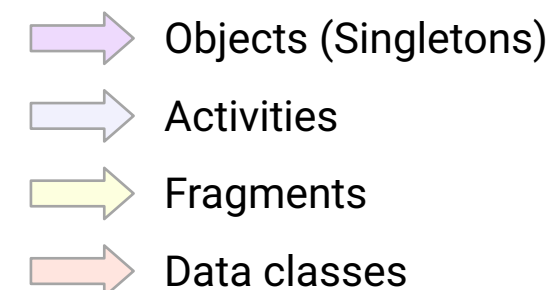 Objects (Singletons)
Activities
Fragments
Data classes